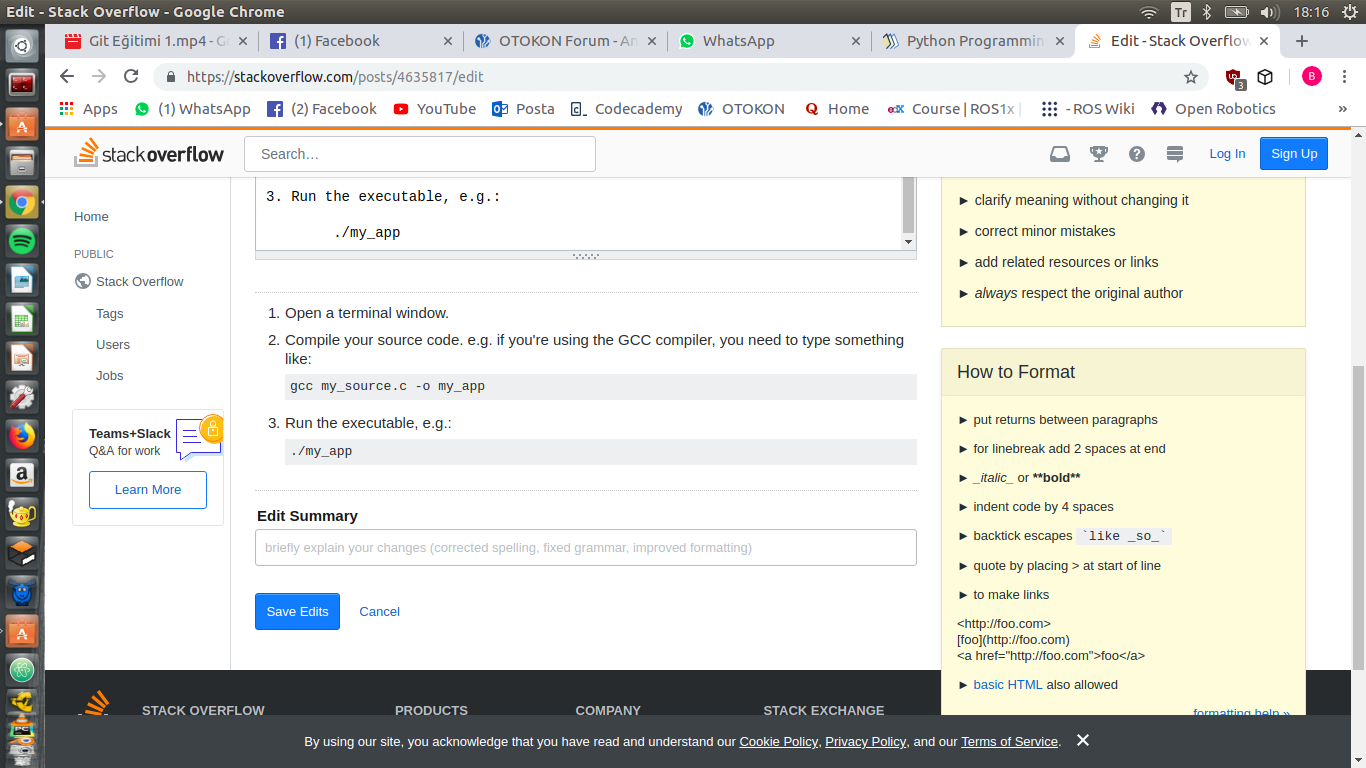 Edit - Stack Overflow - Google Chrome
Tr
18:16
Git Eğitimi 1.mp4 - G
(1) Facebook
OTOKON Forum - An
WhatsApp
Python Programmin
Edit - Stack Overflow
https://stackoverflow.com/posts/4635817/edit
3
B
Apps
(1) WhatsApp
(2) Facebook
YouTube
Posta
Codecademy
OTOKON
Home
Course | ROS1x |
- ROS Wiki
Open Robotics
»
stackoverflow
Search...
Log In
Sign Up
Home
PUBLIC
Stack Overflow
Tags
Users
Jobs
Teams+Slack
Q&A for work
Learn More
3. Run the executable, e.g.:
./my_app
1. Open a terminal window.
2. Compile your source code. e.g. if you're using the GCC compiler, you need to type something
like:
gcc my_source.c -o my_app
3. Run the executable, e.g.:
./my_app
Edit Summary
briefly explain your changes (corrected spelling, fixed grammar, improved formatting)
Save Edits
Cancel
► clarify meaning without changing it
► correct minor mistakes
► add related resources or links
► always respect the original author
How to Format
► put returns between paragraphs
► for linebreak add 2 spaces at end
► _italic_ or **bold**
► indent code by 4 spaces
► backtick escapes `like _so_`
► quote by placing > at start of line
► to make links
<http://foo.com>
[foo](http://foo.com)
<a href="http://foo.com">foo</a>
► basic HTML also allowed
formatting help »
STACK OVERFLOW
PRODUCTS
COMPANY
STACK EXCHANGE
By using our site, you acknowledge that you have read and understand our Cookie Policy, Privacy Policy, and our Terms of Service.